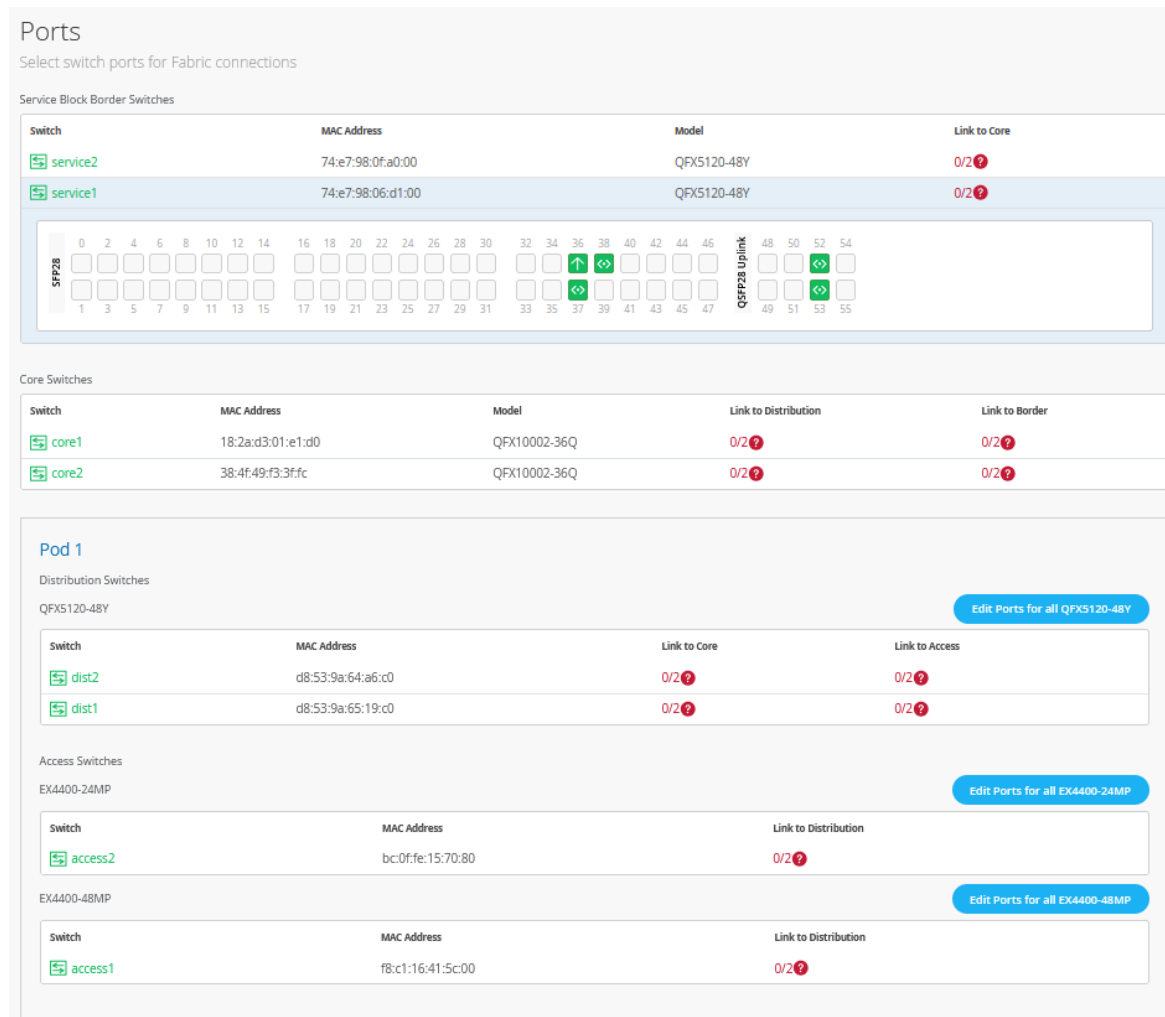 Ports
Select switch ports for Fabric connections
Service Block Border Switches
Switch MAC Address Model Link to Core
service2 74:e7:98:0f:a0:00 QFX5120-48Y 0/2 ?
service1 74:e7:98:06:d1:00 QFX5120-48Y 0/2 ?
SFP28
0 2 4 6 8 10 12 14 16 18 20 22 24 26 28 30 32 34 36 38 40 42 44 46
1 3 5 7 9 11 13 15 17 19 21 23 25 27 29 31 33 35 37 39 41 43 45 47
QSFP28 Uplink
48 50 52 54
49 51 53 55
Core Switches
Switch MAC Address Model Link to Distribution Link to Border
core1 18:2a:d3:01:e1:d0 QFX10002-36Q 0/2 ? 0/2 ?
core2 38:4f:49:f3:3f:fc QFX10002-36Q 0/2 ? 0/2 ?
Pod 1
Distribution Switches
QFX5120-48Y Edit Ports for all QFX5120-48Y
Switch MAC Address Link to Core Link to Access
dist2 d8:53:9a:64:a6:c0 0/2 ? 0/2 ?
dist1 d8:53:9a:65:19:c0 0/2 ? 0/2 ?
Access Switches
EX4400-24MP Edit Ports for all EX4400-24MP
Switch MAC Address Link to Distribution
access2 bc:0f:fe:15:70:80 0/2 ?
EX4400-48MP Edit Ports for all EX4400-48MP
Switch MAC Address Link to Distribution
access1 f8:c1:16:41:5c:00 0/2 ?